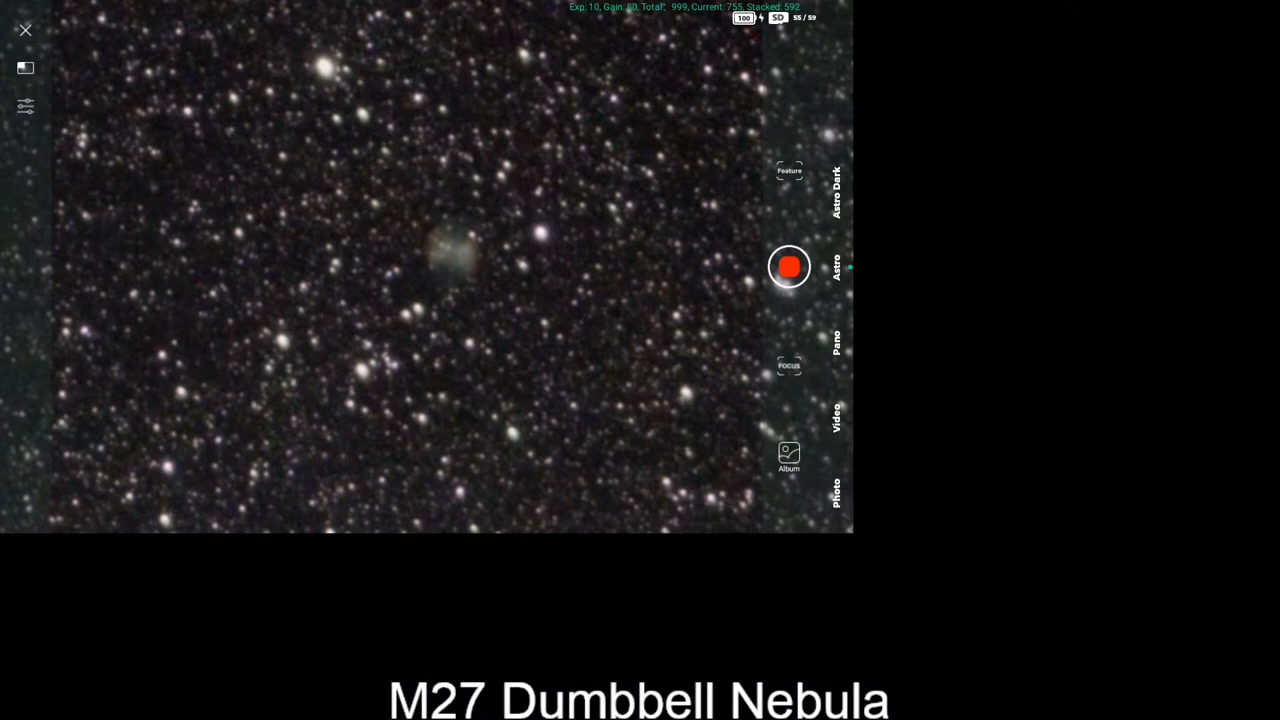 Exp: 10, Gain: 80, Total: 999, Current: 755, Stacked: 592
100 SD 55 / 59
Feature
Astro Dark
Astro
Pano
FOCUS
Video
Album
Photo
M27 Dumbbell Nebula